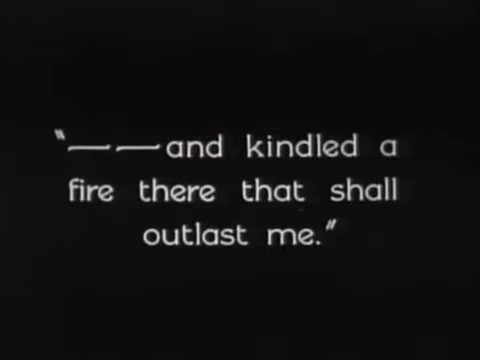 "— —and kindled a
fire there that shall
outlast me."